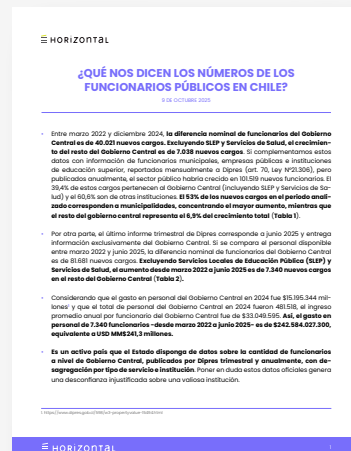 HORIZONTAL
¿QUÉ NOS DICEN LOS NÚMEROS DE LOS
FUNCIONARIOS PÚBLICOS EN CHILE?
9 DE OCTUBRE 2025
• Entre marzo 2022 y diciembre 2024, la diferencia nominal de funcionarios del Gobierno
Central es de 40.021 nuevos cargos. Excluyendo SLEP y Servicios de Salud, el crecimien-
to del resto del Gobierno Central es de 7.038 nuevos cargos. Si complementamos estos
datos con información de funcionarios municipales, empresas públicas e instituciones
de educación superior, reportados mensualmente a Dipres (art. 70, Ley N°21.306), pero
publicados anualmente, el sector público habría crecido en 101.519 nuevos funcionarios. El
39,4% de estos cargos pertenecen al Gobierno Central (incluyendo SLEP y Servicios de Sa-
lud) y el 60,6% son de otras instituciones. El 53% de los nuevos cargos en el período anali-
zado corresponden a municipalidades, concentrando el mayor aumento, mientras que
el resto del gobierno central representa el 6,9% del crecimiento total (Tabla 1).
• Por otra parte, el último informe trimestral de Dipres corresponde a junio 2025 y entrega
información exclusivamente del Gobierno Central. Si se compara el personal disponible
entre marzo 2022 y junio 2025, la diferencia nominal de funcionarios del Gobierno Central
es de 81.681 nuevos cargos. Excluyendo Servicios Locales de Educación Pública (SLEP) y
Servicios de Salud, el aumento desde marzo 2022 a junio 2025 es de 7.340 nuevos cargos
en el resto del Gobierno Central (Tabla 2).
• Considerando que el gasto en personal del Gobierno Central en 2024 fue $15.195.344 mil-
lones¹ y que el total de personal del Gobierno Central en 2024 fueron 481.518, el ingreso
promedio anual por funcionario del Gobierno Central fue de $33.049.595. Así, el gasto en
personal de 7.340 funcionarios -desde marzo 2022 a junio 2025- es de $242.584.027.300,
equivalente a USD MM$241,3 millones.
• Es un activo país que el Estado disponga de datos sobre la cantidad de funcionarios
a nivel de Gobierno Central, publicados por Dipres trimestral y anualmente, con de-
sagregación por tipo de servicio e institución. Poner en duda estos datos oficiales genera
una desconfianza injustificada sobre una valiosa institución.
HORIZONTAL
1